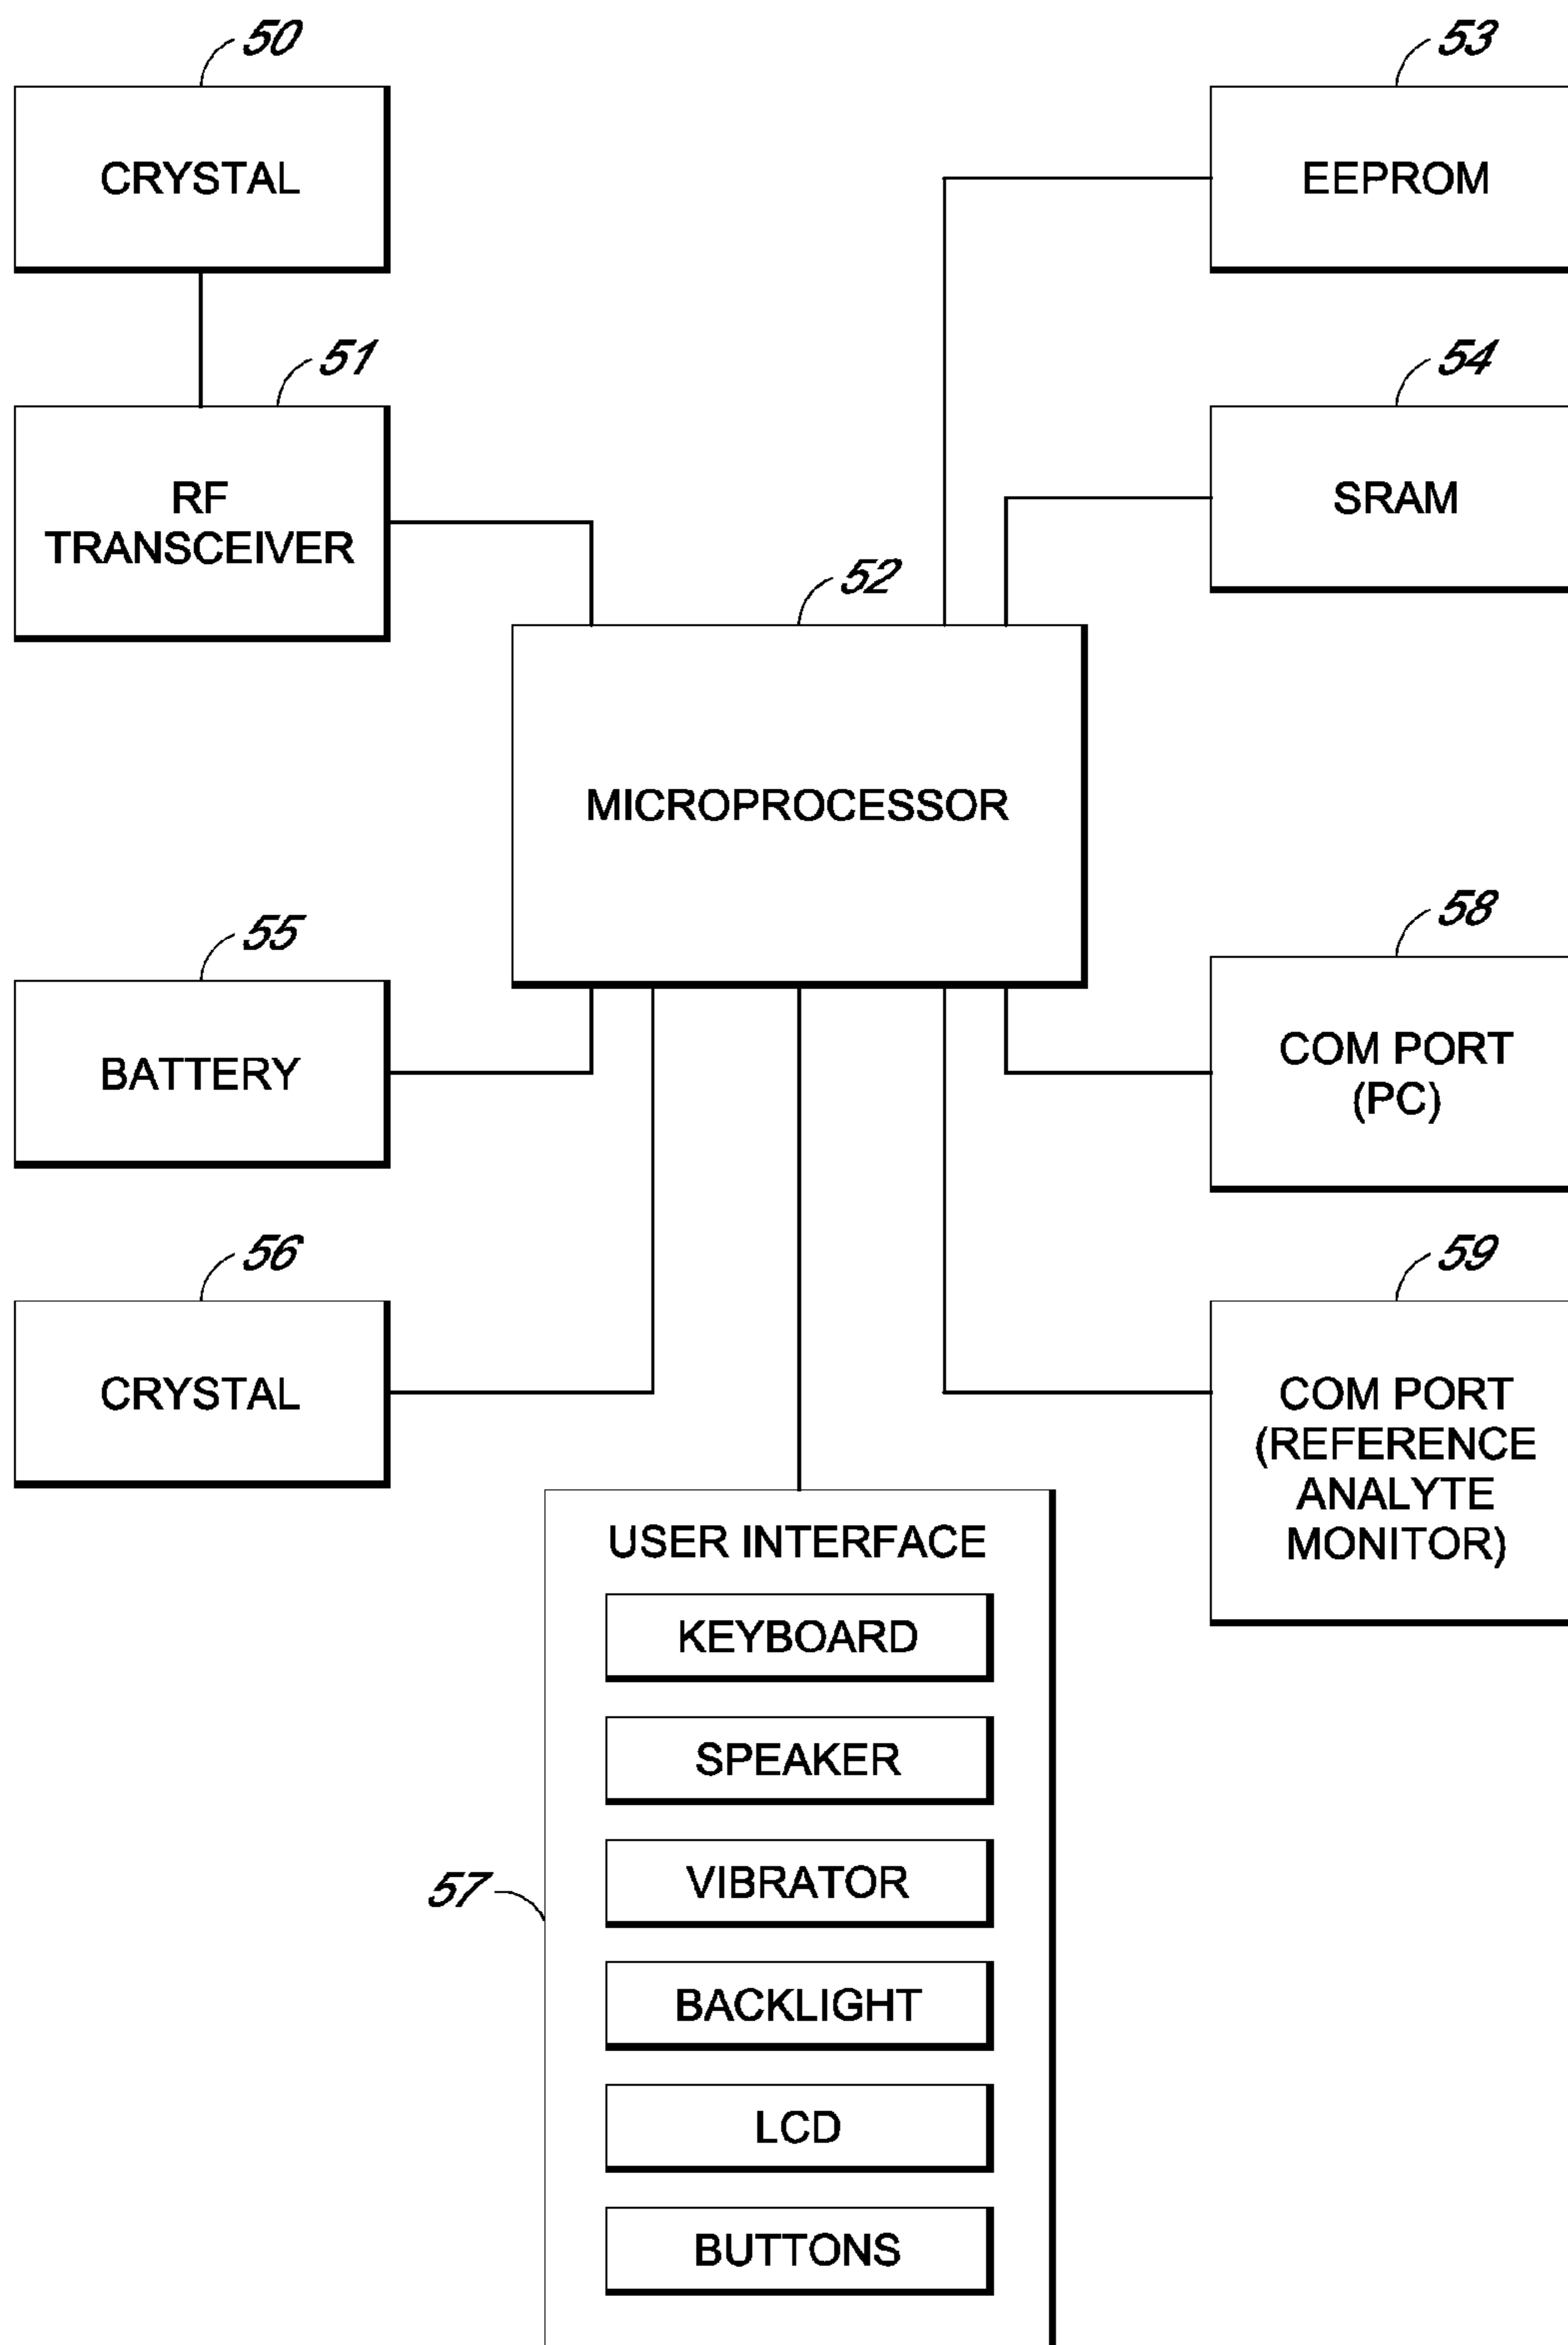 50
CRYSTAL
53
EEPROM
51
RF
TRANSCEIVER
54
SRAM
52
MICROPROCESSOR
55
BATTERY
58
COM PORT
(PC)
56
CRYSTAL
59
COM PORT
(REFERENCE
ANALYTE
MONITOR)
57
USER INTERFACE
KEYBOARD
SPEAKER
VIBRATOR
BACKLIGHT
LCD
BUTTONS